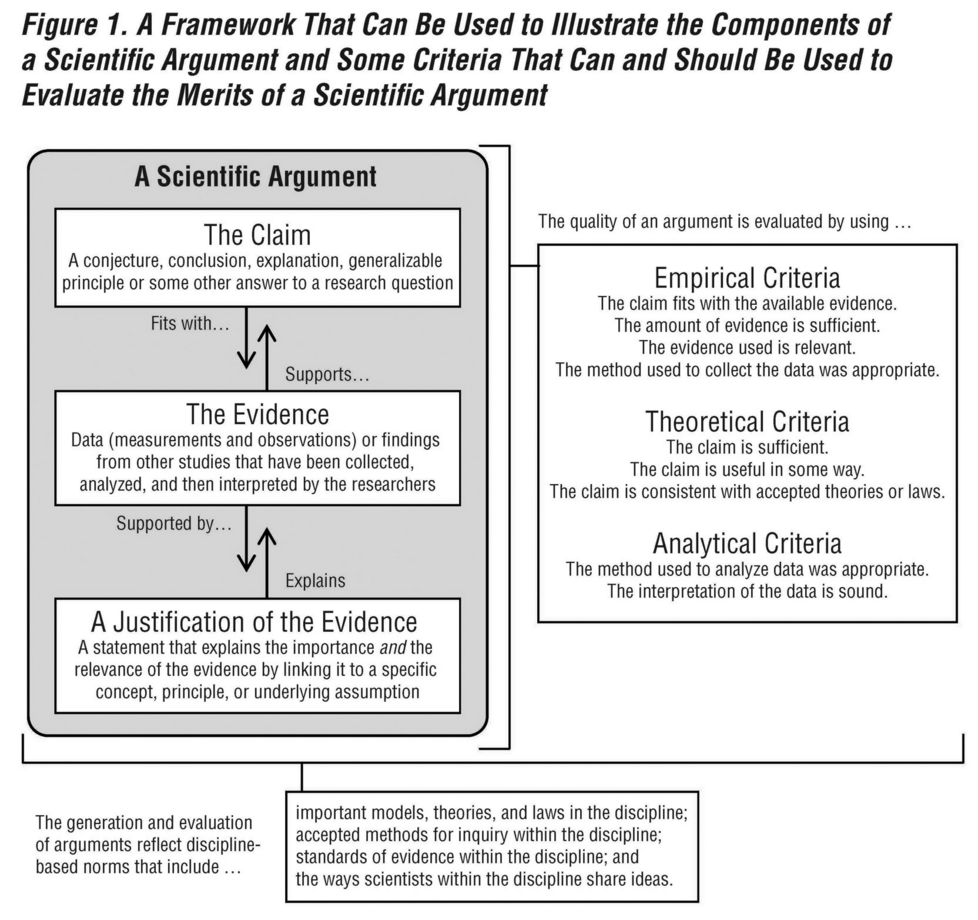 Figure 1. A Framework That Can Be Used to Illustrate the Components of
a Scientific Argument and Some Criteria That Can and Should Be Used to
Evaluate the Merits of a Scientific Argument
A Scientific Argument
The Claim
A conjecture, conclusion, explanation, generalizable
principle or some other answer to a research question
Fits with…
Supports…
The Evidence
Data (measurements and observations) or findings
from other studies that have been collected,
analyzed, and then interpreted by the researchers
Supported by…
Explains
A Justification of the Evidence
A statement that explains the importance and the
relevance of the evidence by linking it to a specific
concept, principle, or underlying assumption
The quality of an argument is evaluated by using …
Empirical Criteria
The claim fits with the available evidence.
The amount of evidence is sufficient.
The evidence used is relevant.
The method used to collect the data was appropriate.
Theoretical Criteria
The claim is sufficient.
The claim is useful in some way.
The claim is consistent with accepted theories or laws.
Analytical Criteria
The method used to analyze data was appropriate.
The interpretation of the data is sound.
The generation and evaluation
of arguments reflect discipline-
based norms that include …
important models, theories, and laws in the discipline;
accepted methods for inquiry within the discipline;
standards of evidence within the discipline; and
the ways scientists within the discipline share ideas.